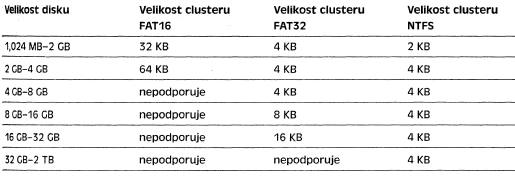 Velikost disku Velikost clusteru Velikost clusteru Velikost clusteru
FAT16 FAT32 NTFS
1,024 MB–2 GB 32 KB 4 KB 2 KB
2 GB–4 GB 64 KB 4 KB 4 KB
4 GB–8 GB nepodporuje 4 KB 4 KB
8 GB–16 GB nepodporuje 8 KB 4 KB
16 GB–32 GB nepodporuje 16 KB 4 KB
32 GB–2 TB nepodporuje nepodporuje 4 KB